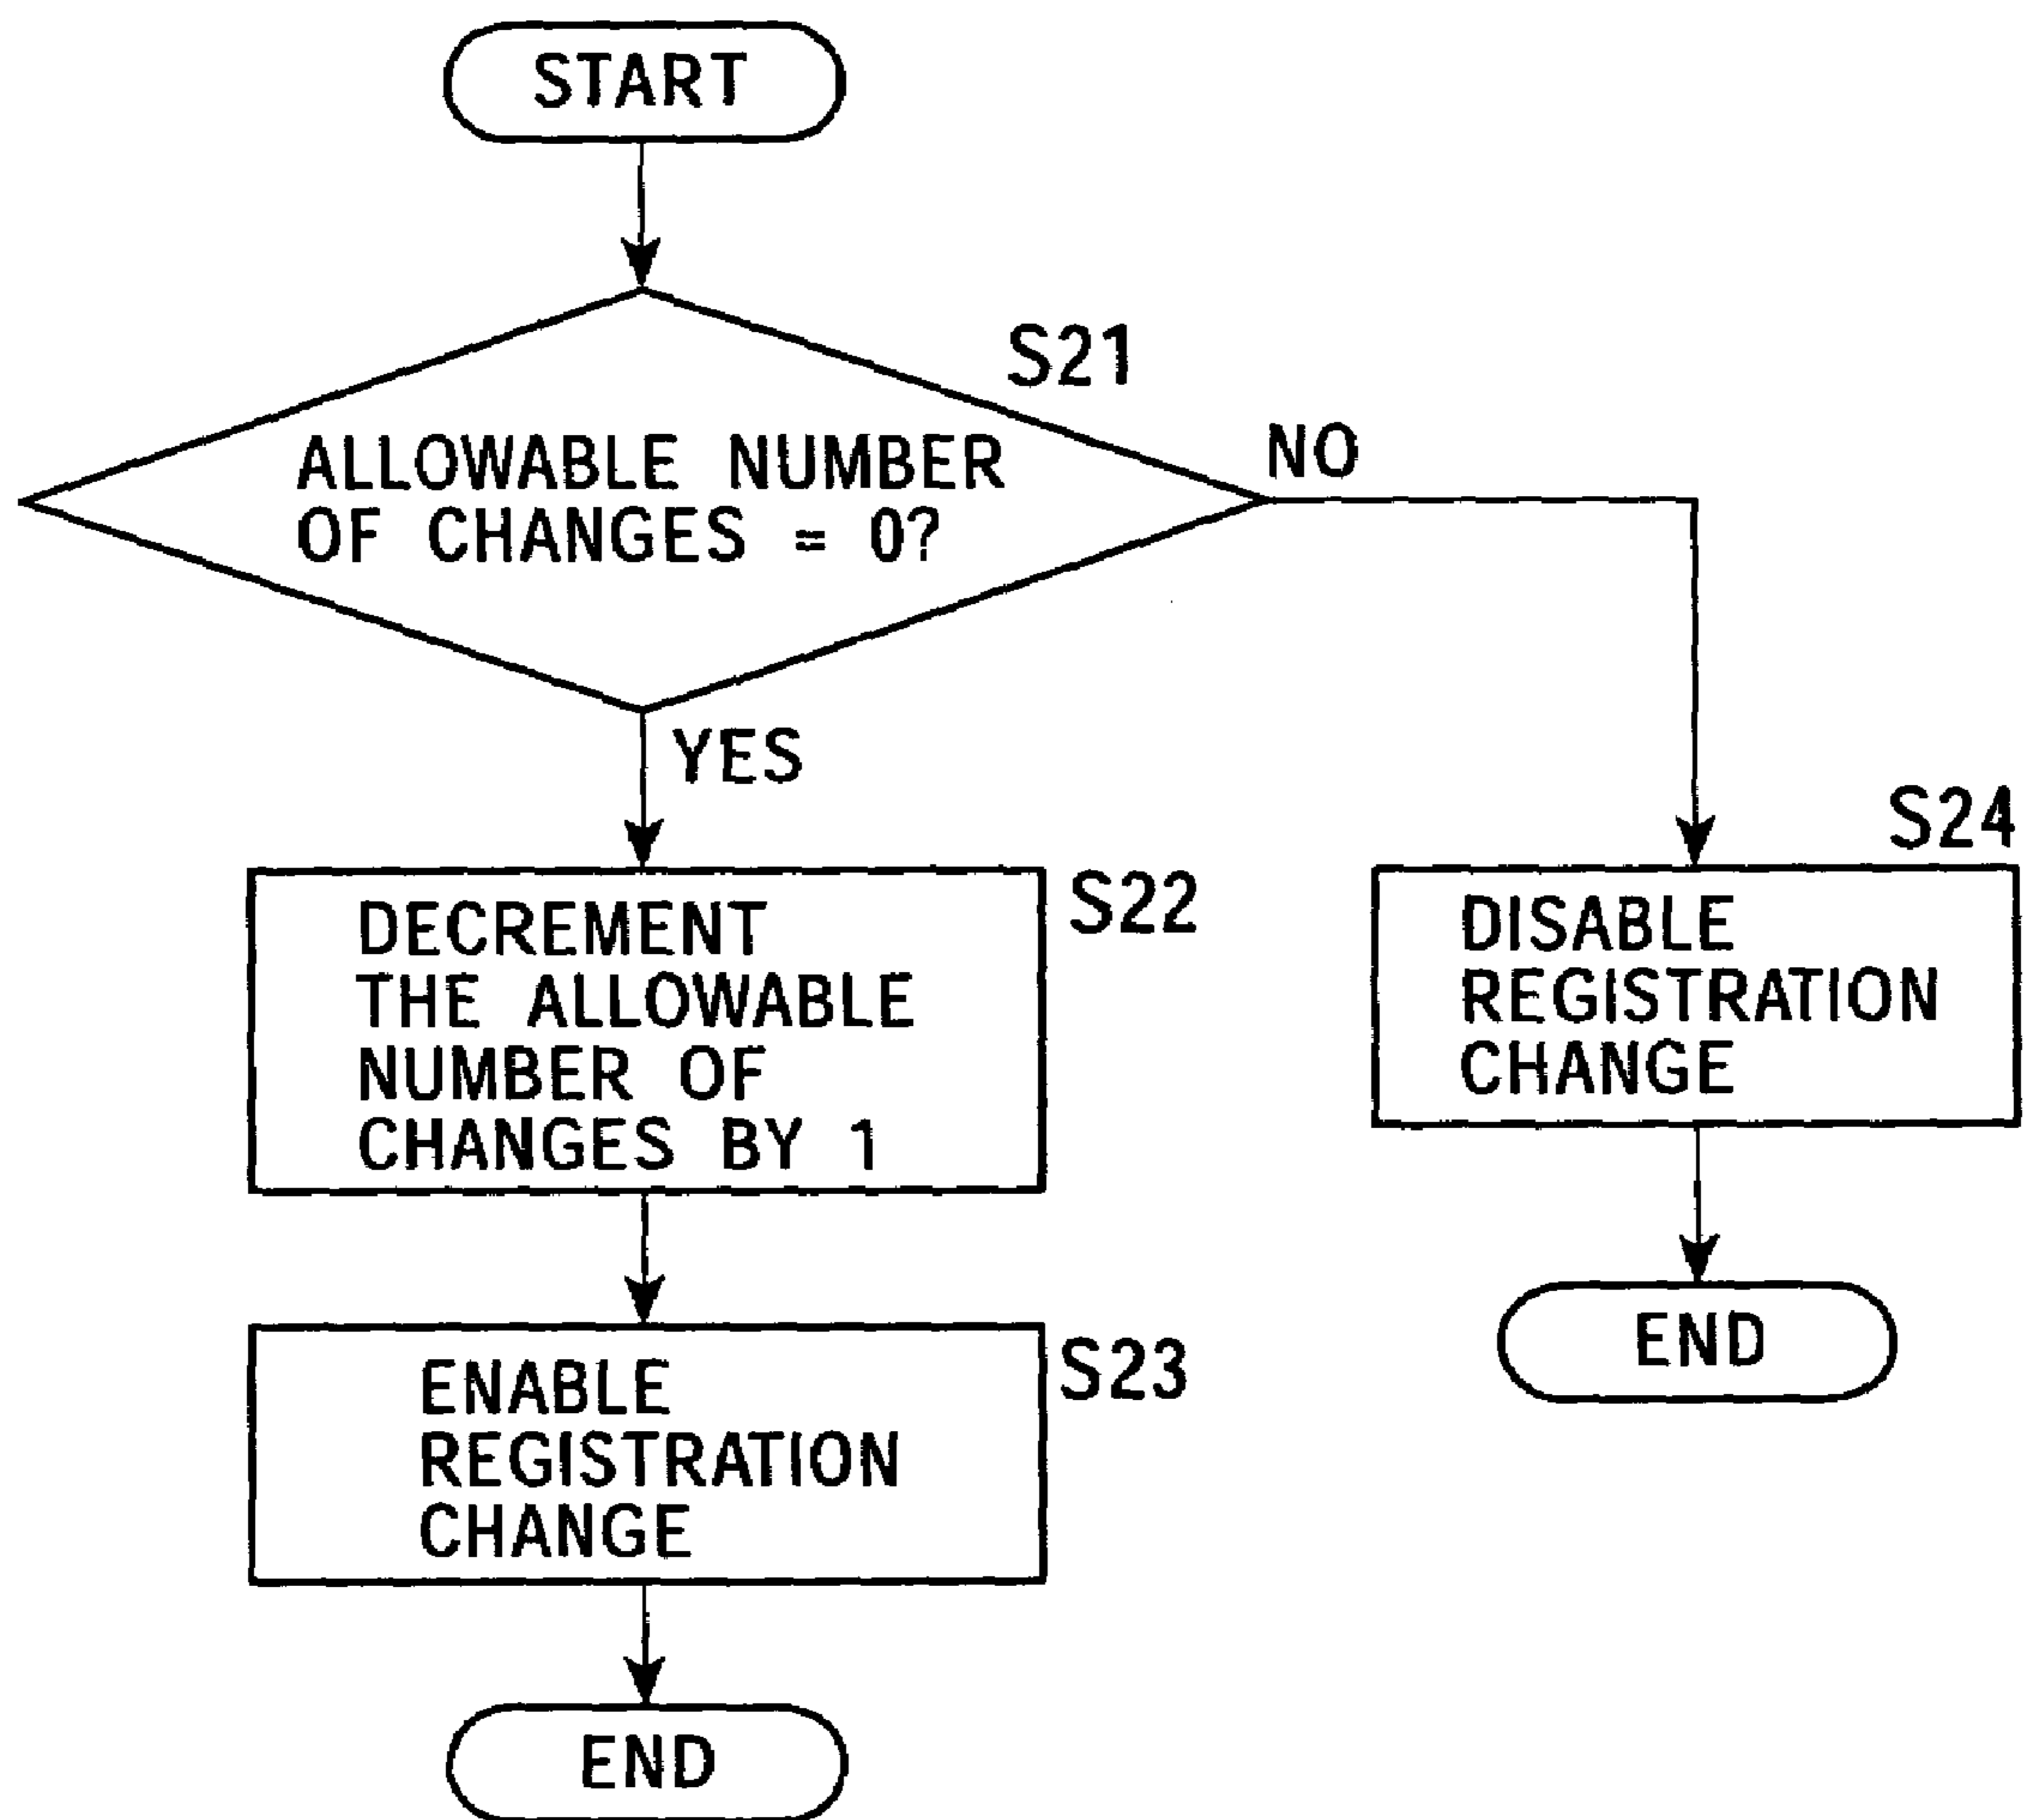 START
S21
ALLOWABLE NUMBER
OF CHANGES = 0?
NO
YES
S22
DECREMENT
THE ALLOWABLE
NUMBER OF
CHANGES BY 1
S24
DISABLE
REGISTRATION
CHANGE
END
S23
ENABLE
REGISTRATION
CHANGE
END